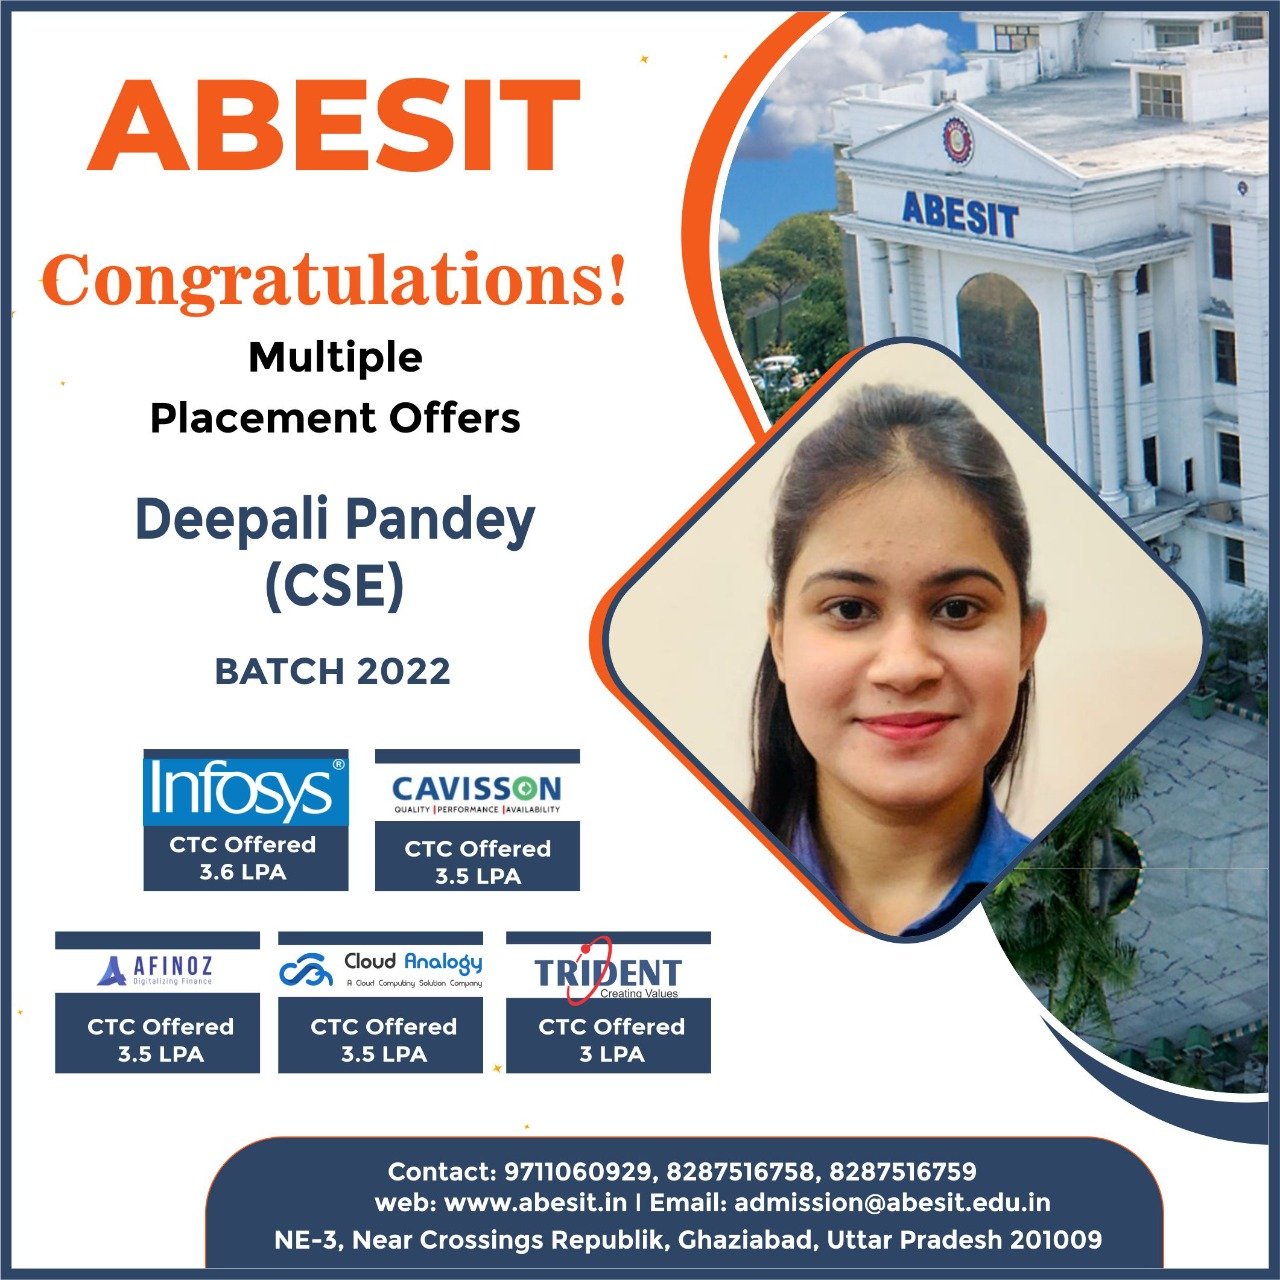 ABESIT
ABESIT
Congratulations!
Multiple
Placement Offers
Deepali Pandey
(CSE)
BATCH 2022
Infosys®
CTC Offered
3.6 LPA
CAVISSON
QUALITY | PERFORMANCE | AVAILABILITY
CTC Offered
3.5 LPA
AFINOZ
Digitalizing Finance
CTC Offered
3.5 LPA
Cloud Analogy
A Cloud Computing Solution Company
CTC Offered
3.5 LPA
TRIDENT
Creating Values
CTC Offered
3 LPA
Contact: 9711060929, 8287516758, 8287516759
web: www.abesit.in | Email: admission@abesit.edu.in
NE-3, Near Crossings Republik, Ghaziabad, Uttar Pradesh 201009